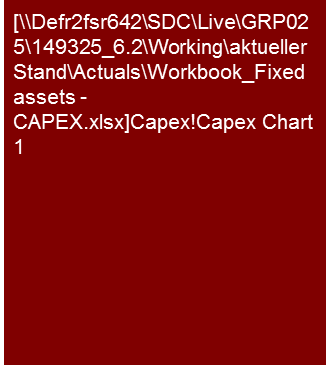 [\\Defr2fsr642\SDC\Live\GRP02
5\\149325_6.2\Working\aktueller
Stand\Actuals\Workbook_Fixed
assets -
CAPEX.xlsx]Capex!Capex Chart
1